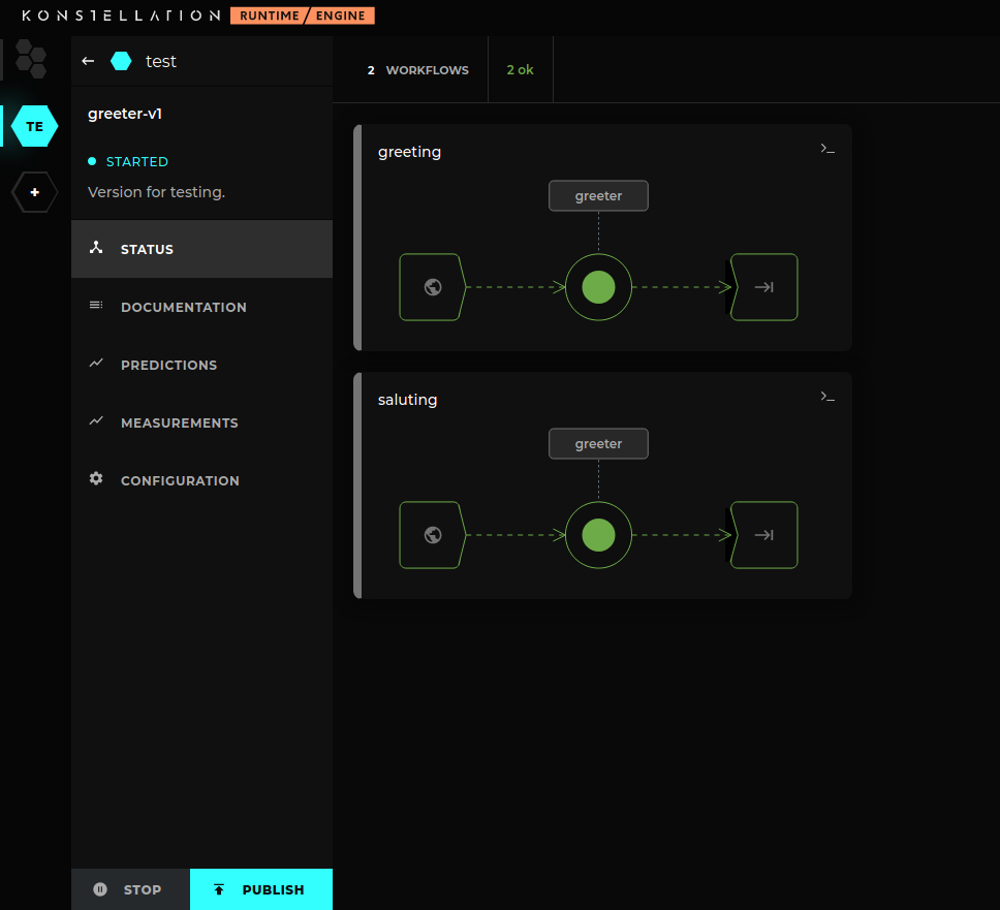 KONSTELLATION RUNTIME / ENGINE
TE
+
test
greeter-v1
STARTED
Version for testing.
STATUS
DOCUMENTATION
PREDICTIONS
MEASUREMENTS
CONFIGURATION
STOP
PUBLISH
2 WORKFLOWS
2 ok
greeting
greeter
saluting
greeter